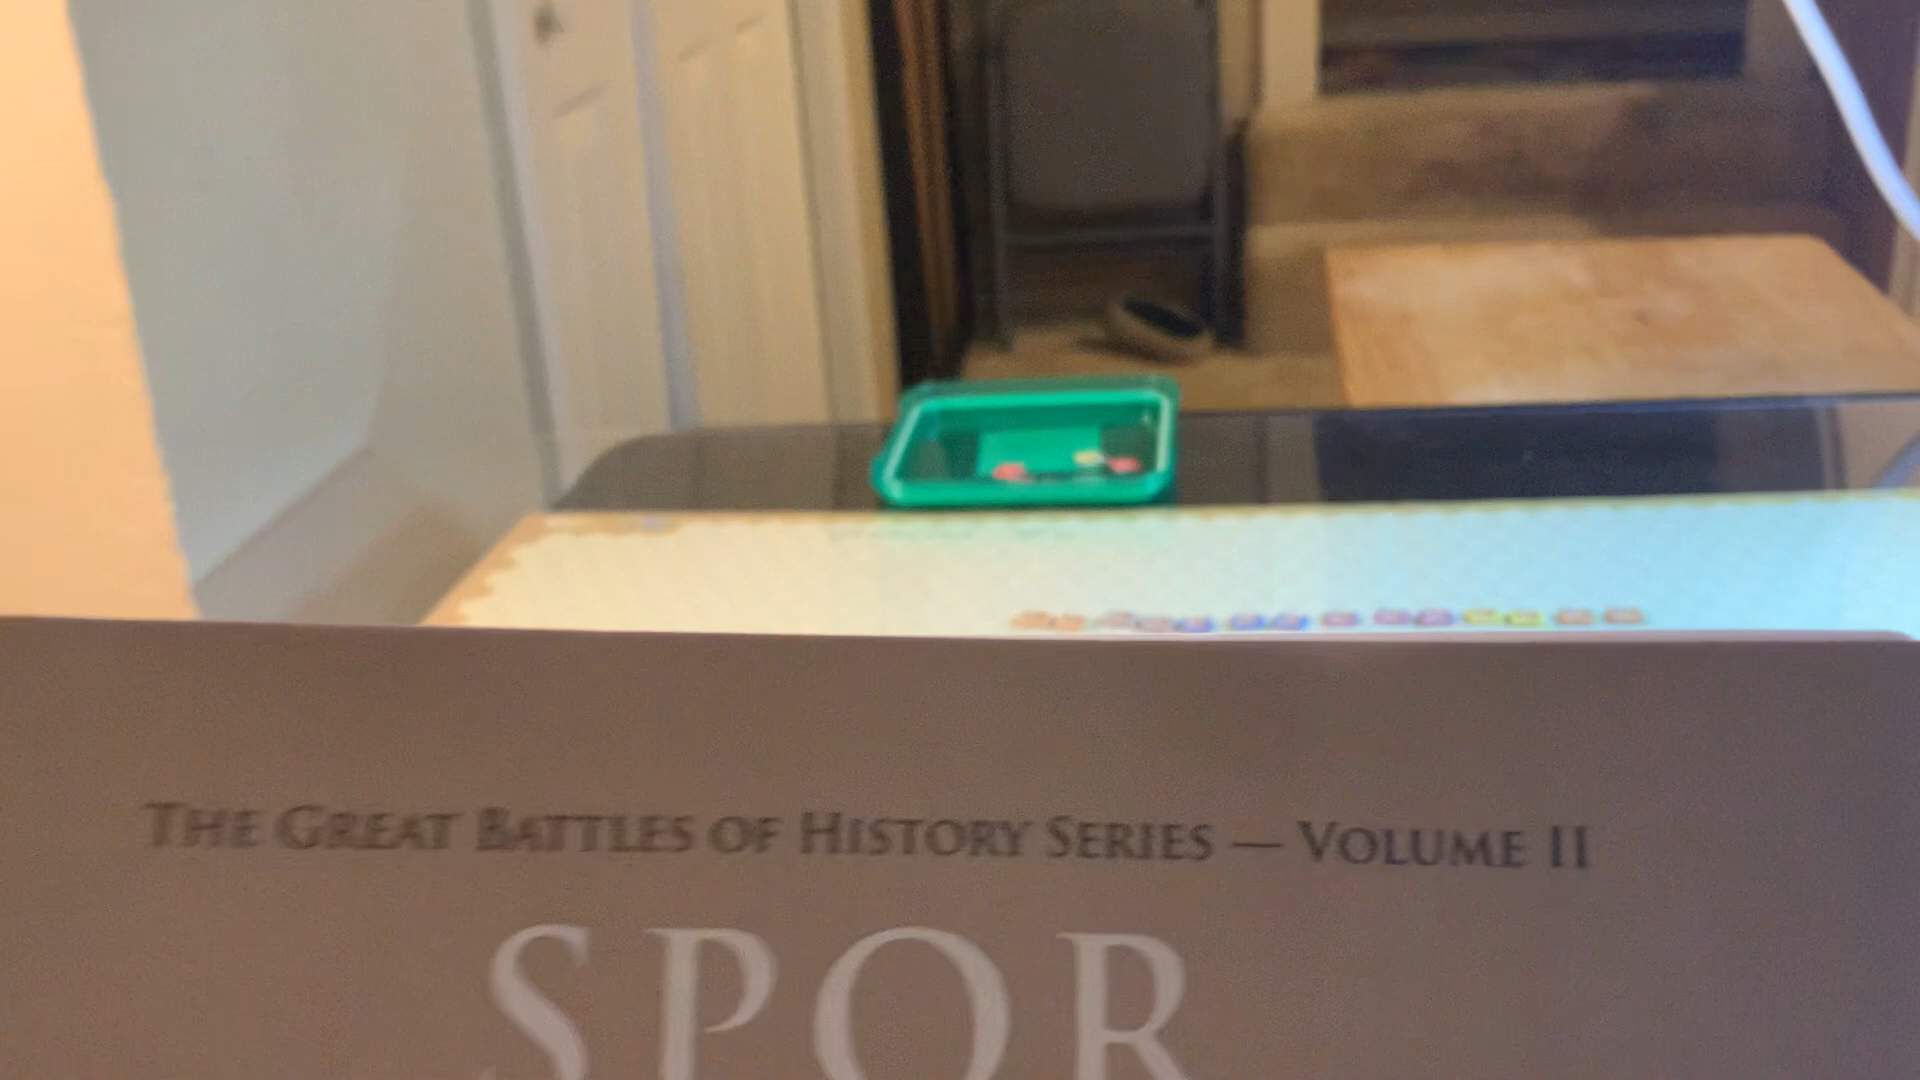 THE GREAT BATTLES OF HISTORY SERIES — VOLUME II
SPQR